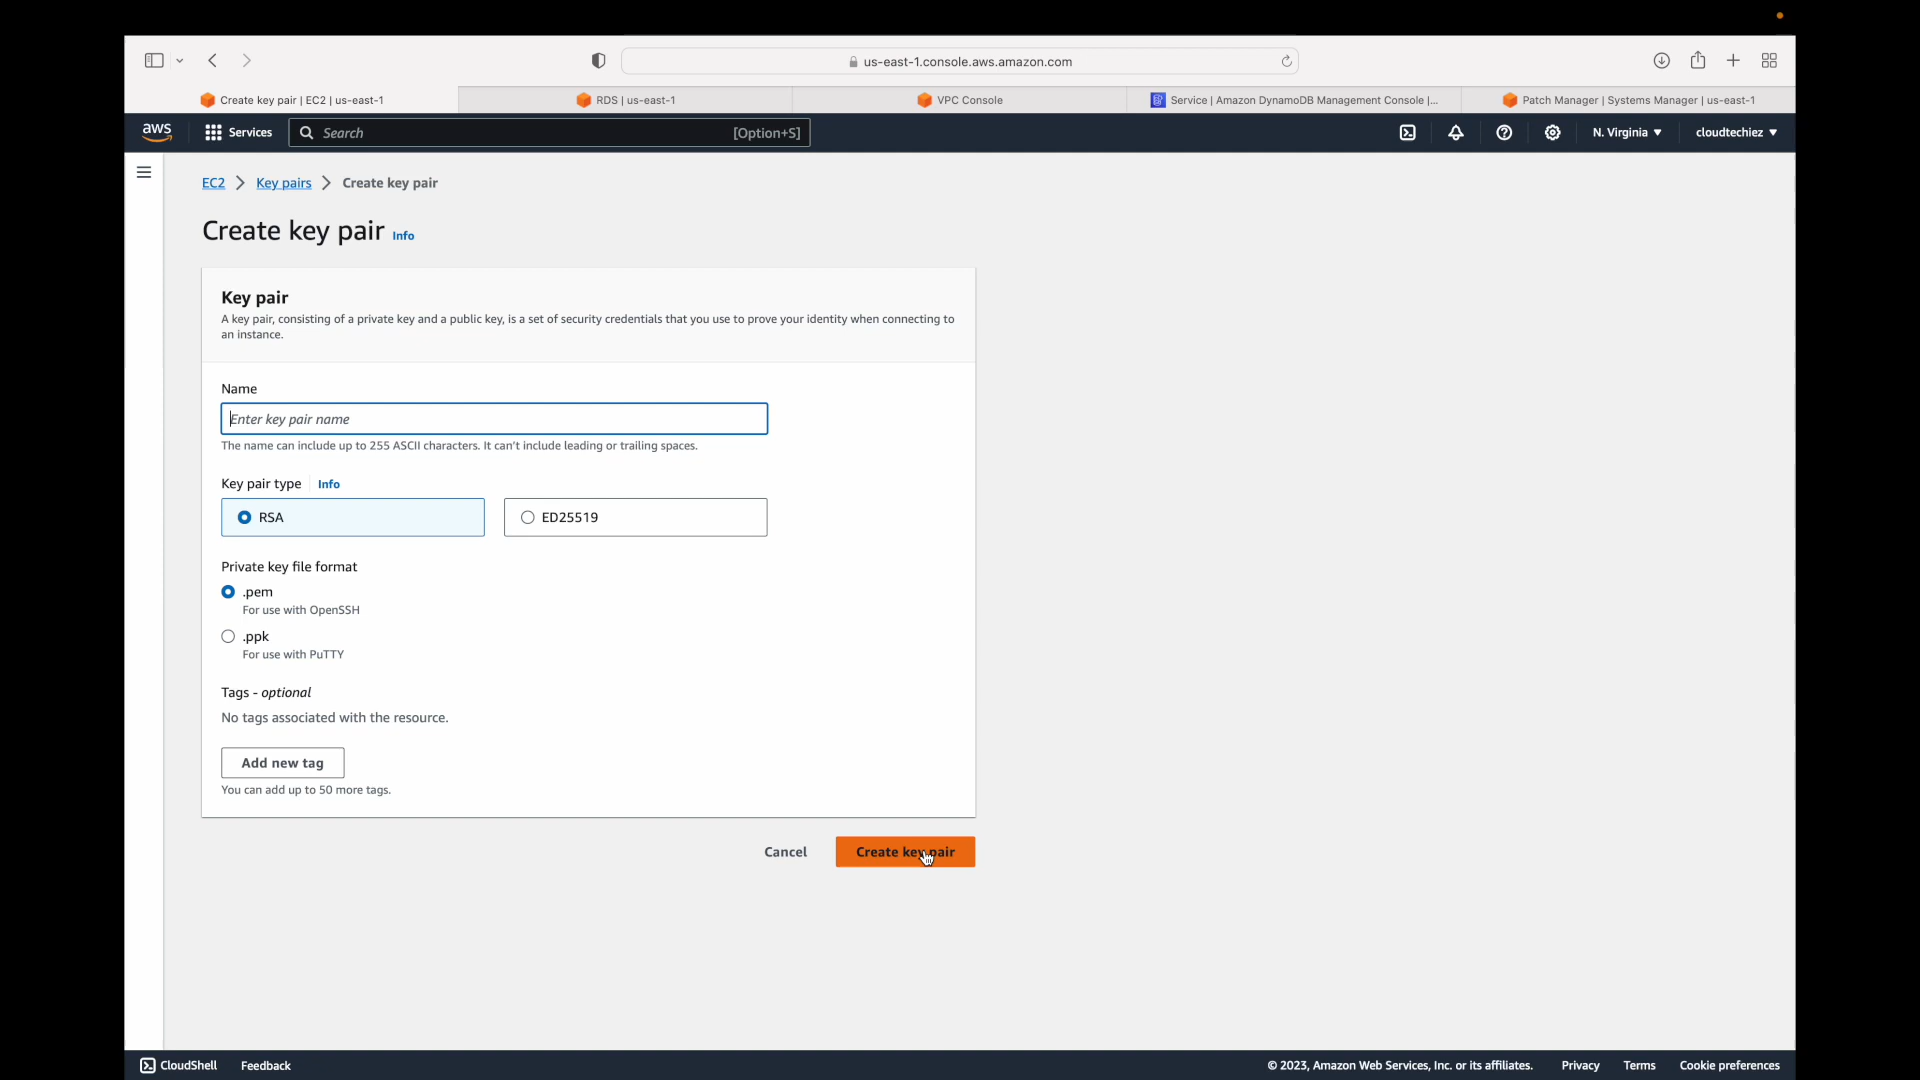 us-east-1.console.aws.amazon.com
Create key pair | EC2 | us-east-1
RDS | us-east-1
VPC Console
Service | Amazon DynamoDB Management Console |...
Patch Manager | Systems Manager | us-east-1
aws
Services
Search
[Option+S]
N. Virginia
cloudtechiez
EC2
Key pairs
Create key pair
Create key pair Info
Key pair
A key pair, consisting of a private key and a public key, is a set of security credentials that you use to prove your identity when connecting to
an instance.
Name
Enter key pair name
The name can include up to 255 ASCII characters. It can't include leading or trailing spaces.
Key pair type Info
RSA
ED25519
Private key file format
.pem
For use with OpenSSH
.ppk
For use with PuTTY
Tags - optional
No tags associated with the resource.
Add new tag
You can add up to 50 more tags.
Cancel
Create key pair
CloudShell
Feedback
© 2023, Amazon Web Services, Inc. or its affiliates.
Privacy
Terms
Cookie preferences